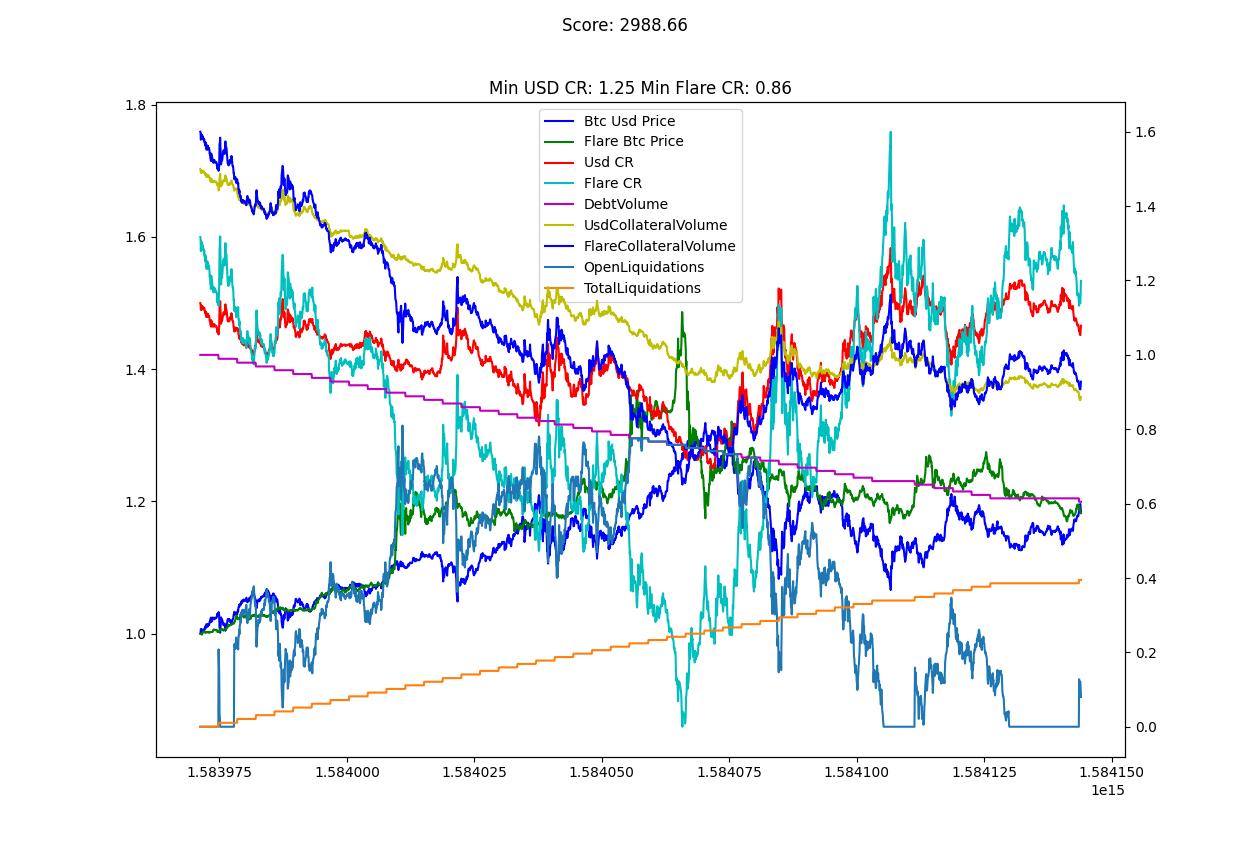 Score: 2988.66
Min USD CR: 1.25 Min Flare CR: 0.86
Btc Usd Price
Flare Btc Price
Usd CR
Flare CR
DebtVolume
UsdCollateralVolume
FlareCollateralVolume
OpenLiquidations
TotalLiquidations
1.8
1.6
1.4
1.2
1.0
1.6
1.4
1.2
1.0
0.8
0.6
0.4
0.2
0.0
1.583975 1.584000 1.584025 1.584050 1.584075 1.584100 1.584125 1.584150
1e15